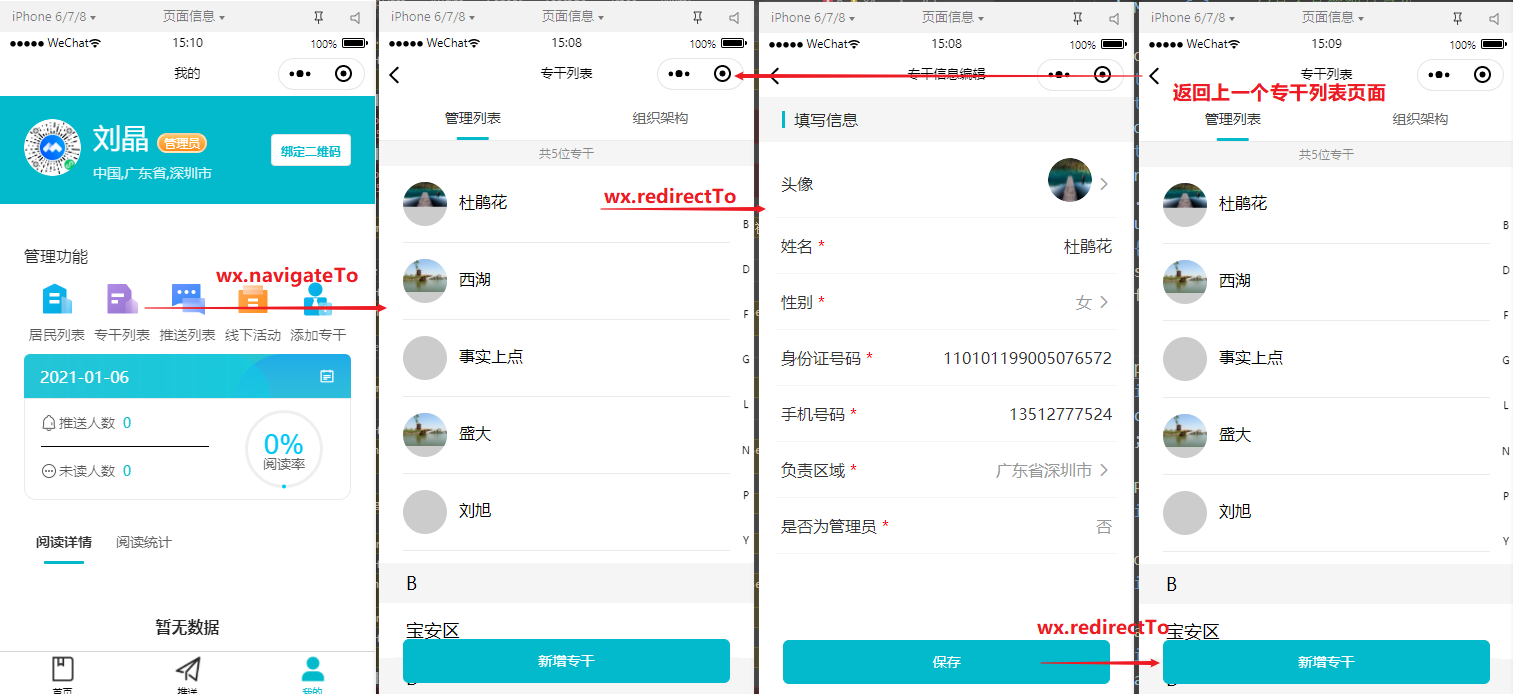 iPhone 6/7/8 ▾ 页面信息 ▾
●●●●● WeChat 15:10 100%
我的
刘晶 管理员
中国,广东省,深圳市
绑定二维码
管理功能
wx.navigateTo
居民列表 专干列表 推送列表 线下活动 添加专干
2021-01-06
推送人数 0
未读人数 0
0%
阅读率
阅读详情 阅读统计
暂无数据
首页 推送 我的
iPhone 6/7/8 ▾ 页面信息 ▾
●●●●● WeChat 15:08 100%
专干列表
管理列表 组织架构
共5位专干
杜鹃花
西湖
事实上点
盛大
刘旭
B
D
F
G
L
N
P
Y
B
宝安区
新增专干
wx.redirectTo
iPhone 6/7/8 ▾ 页面信息 ▾
●●●●● WeChat 15:08 100%
专干信息编辑
填写信息
头像
姓名 * 杜鹃花
性别 * 女
身份证号码 * 110101199005076572
手机号码 * 13512777524
负责区域 * 广东省深圳市
是否为管理员 * 否
保存
wx.redirectTo
iPhone 6/7/8 ▾ 页面信息 ▾
●●●●● WeChat 15:09 100%
专干列表
返回上一个专干列表页面
管理列表 组织架构
共5位专干
杜鹃花
西湖
事实上点
盛大
刘旭
B
D
F
G
L
N
P
Y
B
宝安区
新增专干